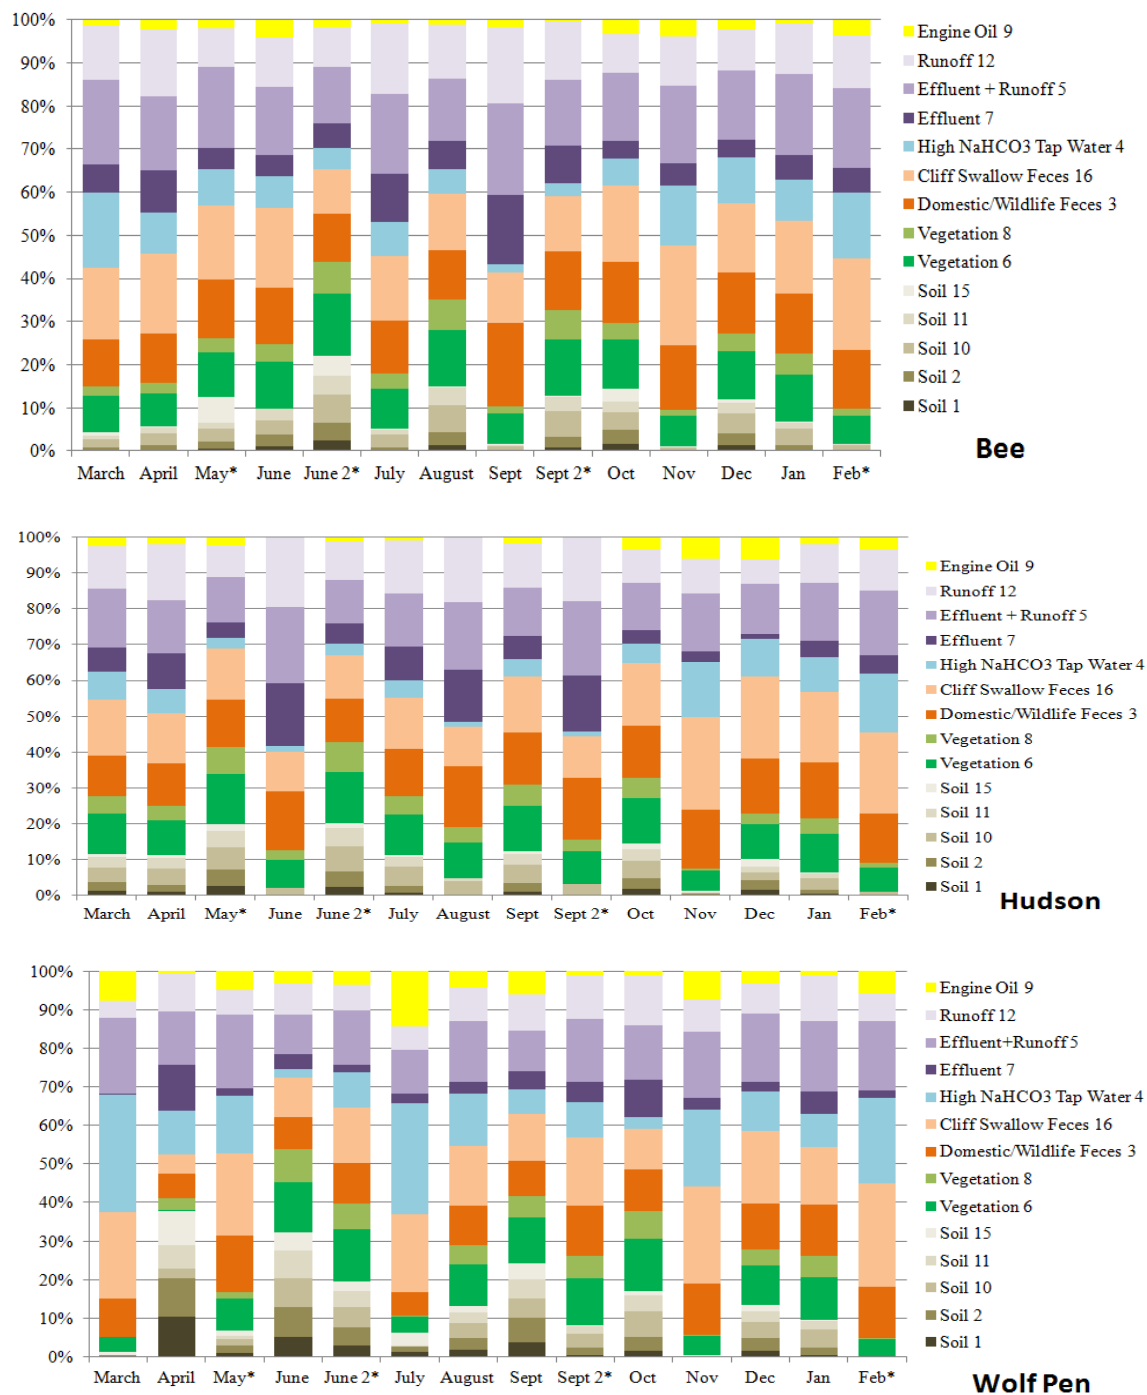 100%
90%
80%
70%
60%
50%
40%
30%
20%
10%
0%
March April May* June June 2* July August Sept Sept 2* Oct Nov Dec Jan Feb*
Engine Oil 9
Runoff 12
Effluent + Runoff 5
Effluent 7
High NaHCO3 Tap Water 4
Cliff Swallow Feces 16
Domestic/Wildlife Feces 3
Vegetation 8
Vegetation 6
Soil 15
Soil 11
Soil 10
Soil 2
Soil 1
Bee
100%
90%
80%
70%
60%
50%
40%
30%
20%
10%
0%
March April May* June June 2* July August Sept Sept 2* Oct Nov Dec Jan Feb*
Engine Oil 9
Runoff 12
Effluent + Runoff 5
Effluent 7
High NaHCO3 Tap Water 4
Cliff Swallow Feces 16
Domestic/Wildlife Feces 3
Vegetation 8
Vegetation 6
Soil 15
Soil 11
Soil 10
Soil 2
Soil 1
Hudson
100%
90%
80%
70%
60%
50%
40%
30%
20%
10%
0%
March April May* June June 2* July August Sept Sept 2* Oct Nov Dec Jan Feb*
Engine Oil 9
Runoff 12
Effluent+Runoff 5
Effluent 7
High NaHCO3 Tap Water 4
Cliff Swallow Feces 16
Domestic/Wildlife Feces 3
Vegetation 8
Vegetation 6
Soil 15
Soil 11
Soil 10
Soil 2
Soil 1
Wolf Pen